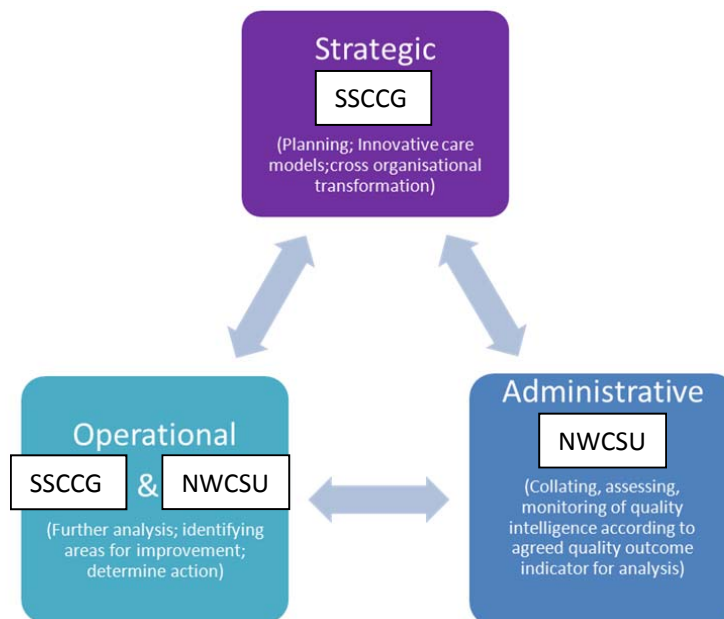 Strategic
SSCCG
(Planning; Innovative care
models;cross organisational
transformation)
Operational
SSCCG & NWCSU
(Further analysis; identifying
areas for improvement;
determine action)
Administrative
NWCSU
(Collating, assessing,
monitoring of quality
intelligence according to
agreed quality outcome
indicator for analysis)